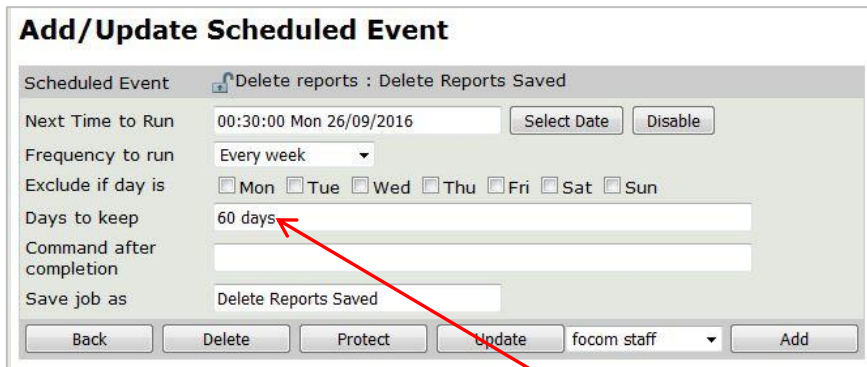 Add/Update Scheduled Event
Scheduled Event Delete reports : Delete Reports Saved
Next Time to Run 00:30:00 Mon 26/09/2016 Select Date Disable
Frequency to run Every week
Exclude if day is Mon Tue Wed Thu Fri Sat Sun
Days to keep 60 days
Command after
completion
Save job as Delete Reports Saved
Back Delete Protect Update focom staff Add